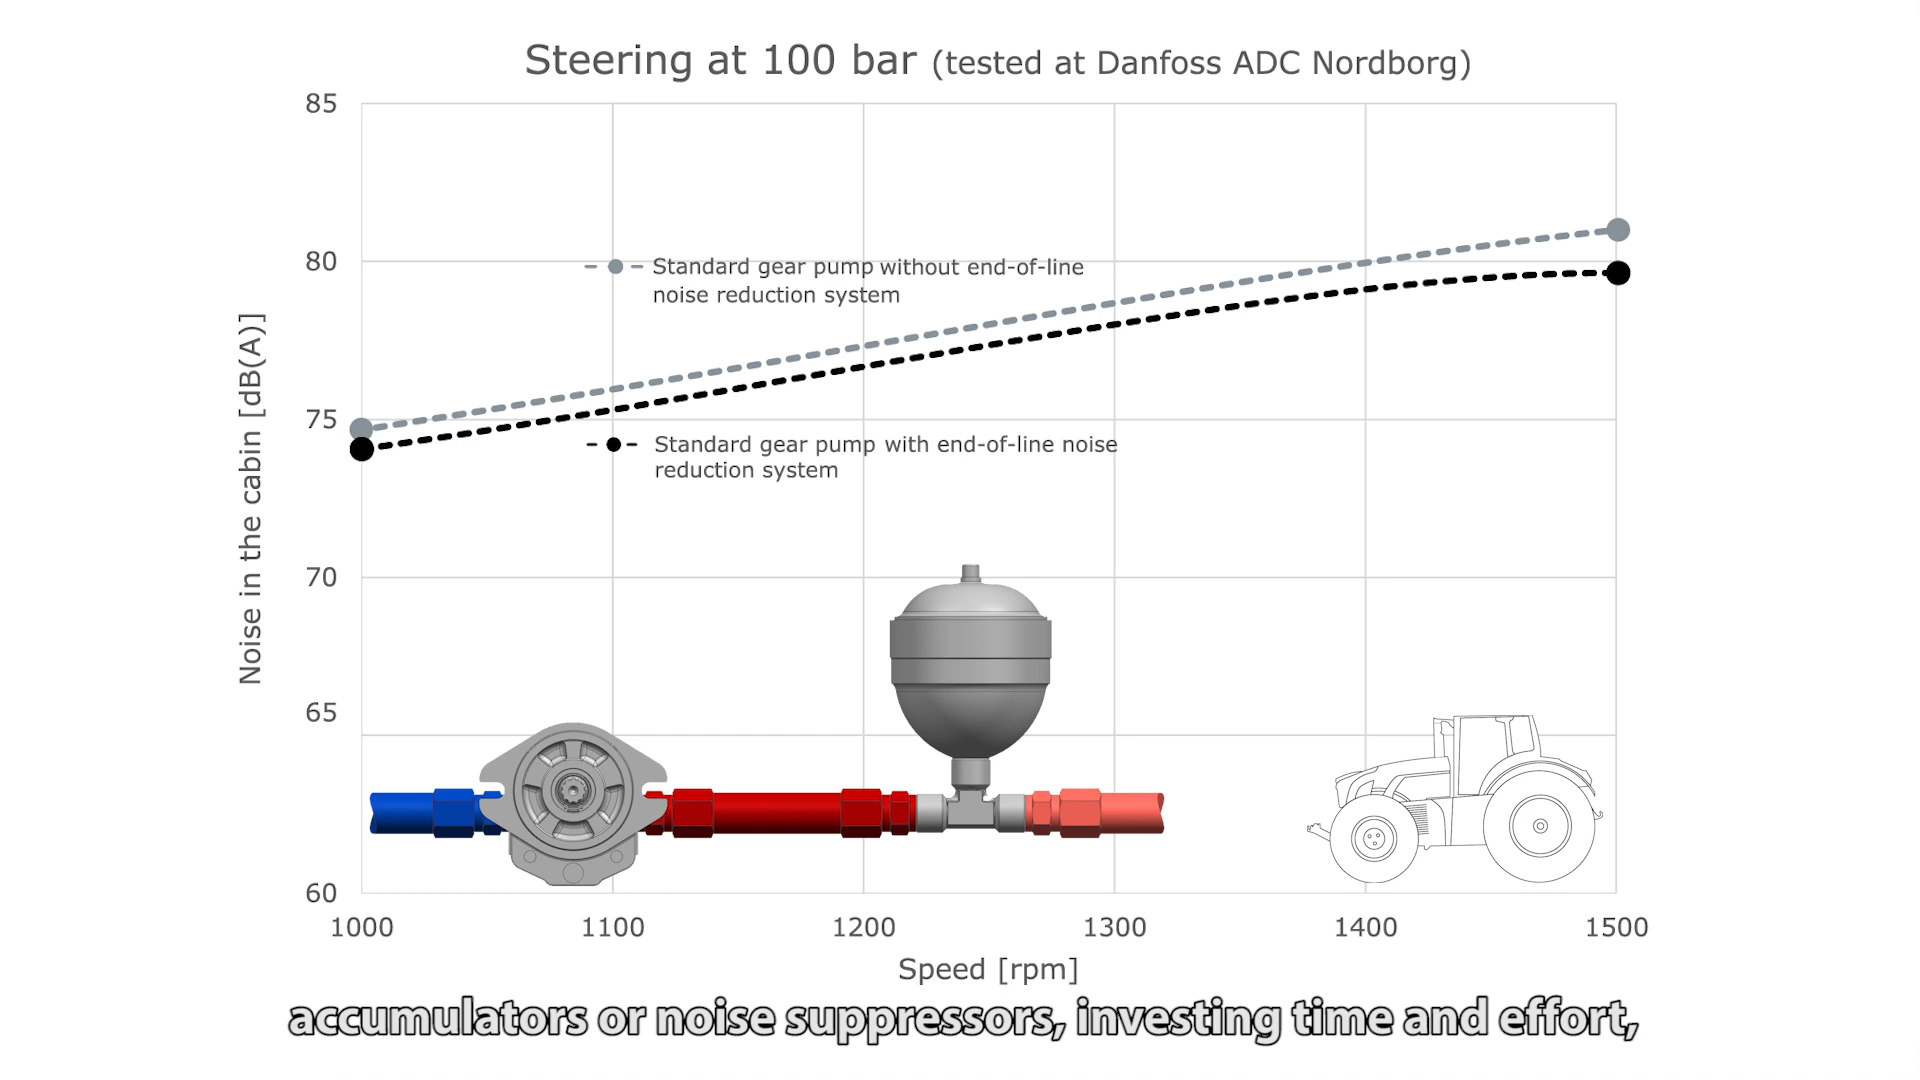 Steering at 100 bar (tested at Danfoss ADC Nordborg)
85
80
75
70
65
60
Noise in the cabin [dB(A)]
Standard gear pump without end-of-line
noise reduction system
Standard gear pump with end-of-line noise
reduction system
1000 1100 1200 1300 1400 1500
Speed [rpm]
accumulators or noise suppressors, investing time and effort,